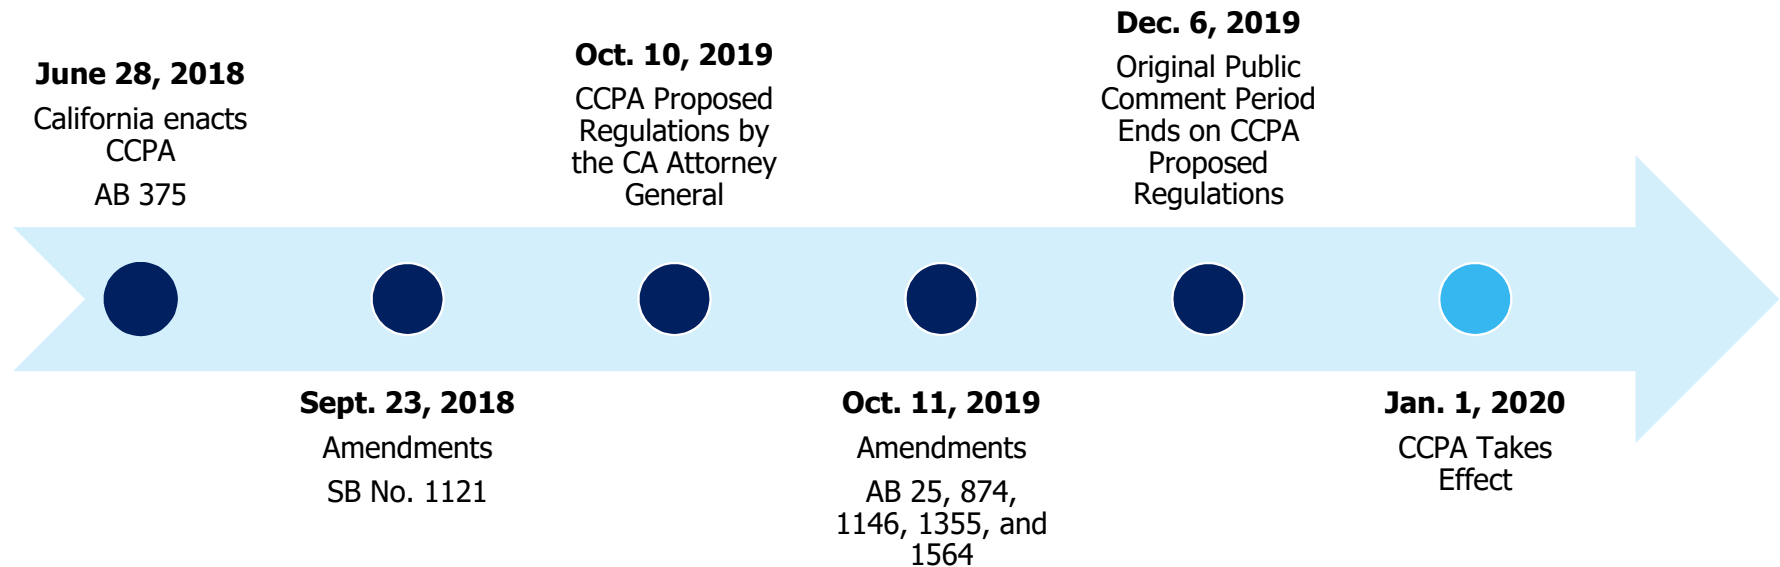 June 28, 2018
California enacts
CCPA
AB 375
Sept. 23, 2018
Amendments
SB No. 1121
Oct. 10, 2019
CCPA Proposed
Regulations by
the CA Attorney
General
Oct. 11, 2019
Amendments
AB 25, 874,
1146, 1355, and
1564
Dec. 6, 2019
Original Public
Comment Period
Ends on CCPA
Proposed
Regulations
Jan. 1, 2020
CCPA Takes
Effect